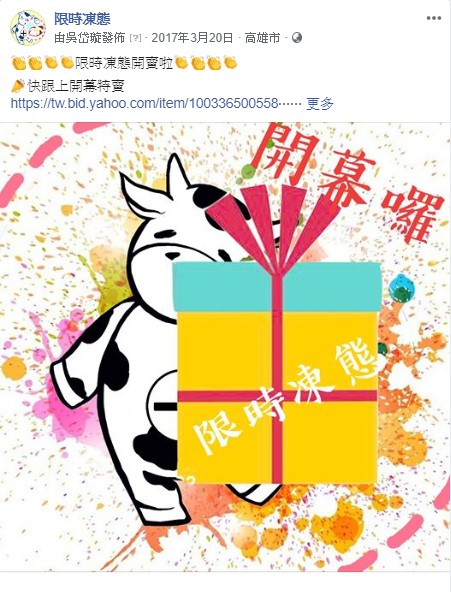 限時凍態
由吳岱璇發佈 [?]· 2017年3月20日 · 高雄市 ·
👏👏👏👏限時凍態開賣啦👏👏👏👏
🎉快跟上開幕特賣
https://tw.bid.yahoo.com/item/100336500558...... 更多
開幕囉
限時凍態